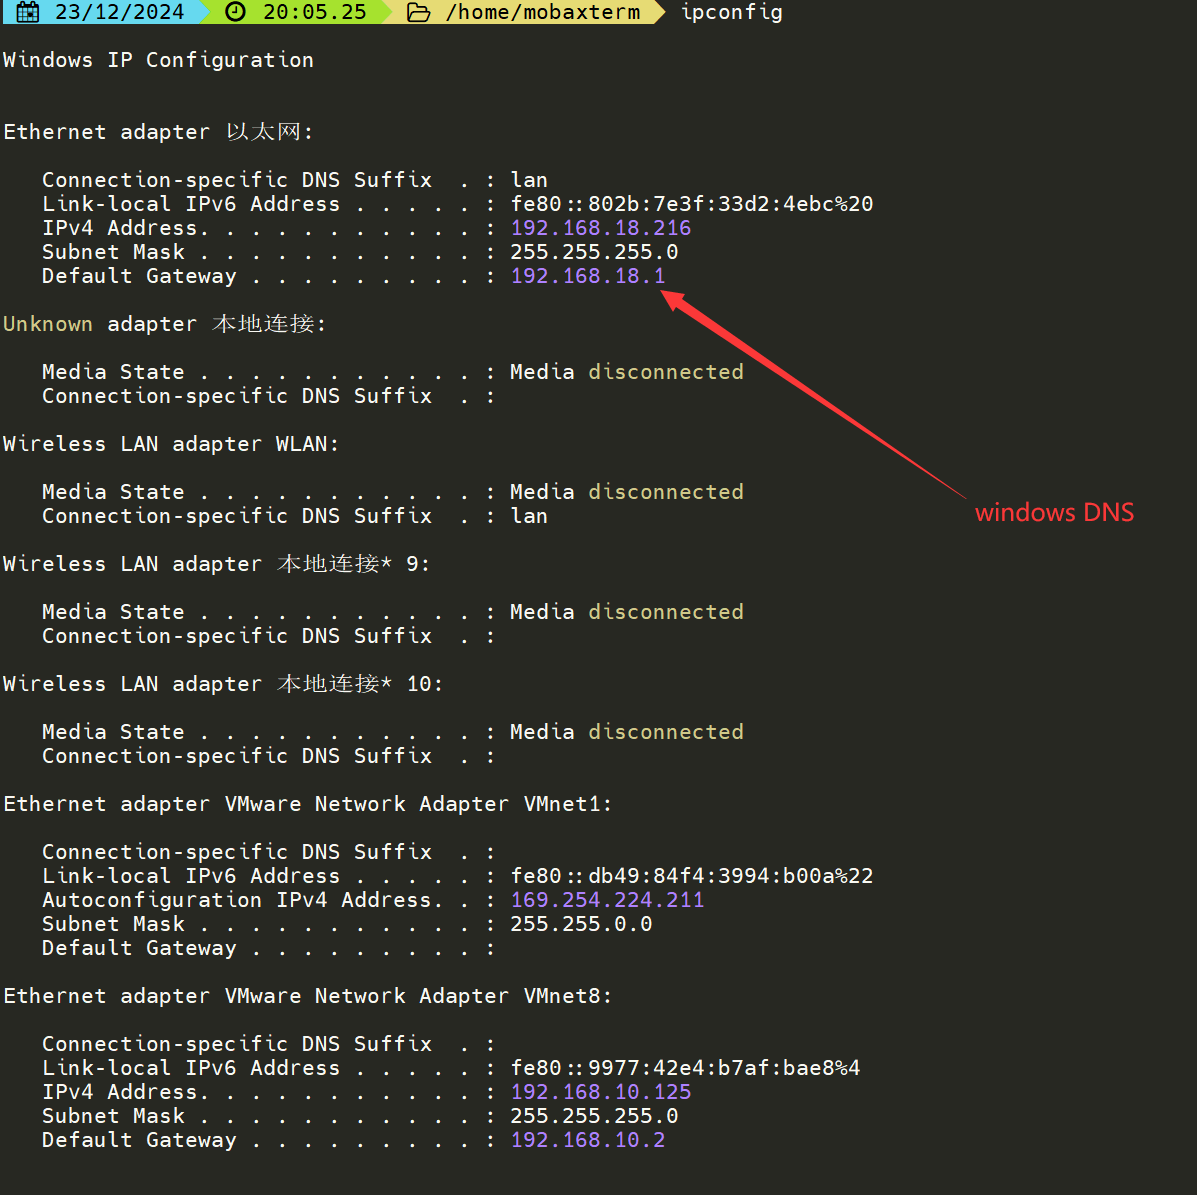 23/12/2024 20:05.25 /home/mobaxterm ipconfig
Windows IP Configuration
Ethernet adapter 以太网:
Connection-specific DNS Suffix . : lan
Link-local IPv6 Address . . . . . : fe80::802b:7e3f:33d2:4ebc%20
IPv4 Address. . . . . . . . . . . : 192.168.18.216
Subnet Mask . . . . . . . . . . . : 255.255.255.0
Default Gateway . . . . . . . . . : 192.168.18.1
Unknown adapter 本地连接:
Media State . . . . . . . . . . . : Media disconnected
Connection-specific DNS Suffix . :
Wireless LAN adapter WLAN:
Media State . . . . . . . . . . . : Media disconnected
Connection-specific DNS Suffix . : lan
windows DNS
Wireless LAN adapter 本地连接* 9:
Media State . . . . . . . . . . . : Media disconnected
Connection-specific DNS Suffix . :
Wireless LAN adapter 本地连接* 10:
Media State . . . . . . . . . . . : Media disconnected
Connection-specific DNS Suffix . :
Ethernet adapter VMware Network Adapter VMnet1:
Connection-specific DNS Suffix . :
Link-local IPv6 Address . . . . . : fe80::db49:84f4:3994:b00a%22
Autoconfiguration IPv4 Address. . : 169.254.224.211
Subnet Mask . . . . . . . . . . . : 255.255.0.0
Default Gateway . . . . . . . . . :
Ethernet adapter VMware Network Adapter VMnet8:
Connection-specific DNS Suffix . :
Link-local IPv6 Address . . . . . : fe80::9977:42e4:b7af:bae8%4
IPv4 Address. . . . . . . . . . . : 192.168.10.125
Subnet Mask . . . . . . . . . . . : 255.255.255.0
Default Gateway . . . . . . . . . : 192.168.10.2